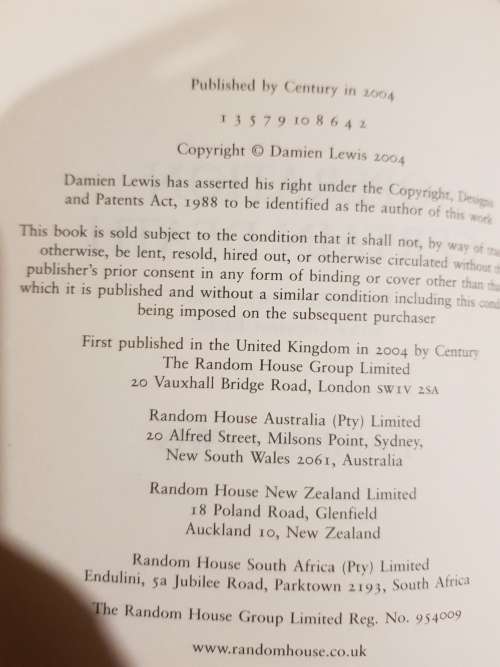 Published by Century in 2004
1 3 5 7 9 10 8 6 4 2
Copyright © Damien Lewis 2004
Damien Lewis has asserted his right under the Copyright, Designs
and Patents Act, 1988 to be identified as the author of this work
This book is sold subject to the condition that it shall not, by way of
otherwise, be lent, resold, hired out, or otherwise circulated without
publisher's prior consent in any form of binding or cover other than
which it is published and without a similar condition including this
being imposed on the subsequent purchaser
First published in the United Kingdom in 2004 by Century
The Random House Group Limited
20 Vauxhall Bridge Road, London SW1V 2SA
Random House Australia (Pty) Limited
20 Alfred Street, Milsons Point, Sydney,
New South Wales 2061, Australia
Random House New Zealand Limited
18 Poland Road, Glenfield
Auckland 10, New Zealand
Random House South Africa (Pty) Limited
Endulini, 5a Jubilee Road, Parktown 2193, South Africa
The Random House Group Limited Reg. No. 954009
www.randomhouse.co.uk